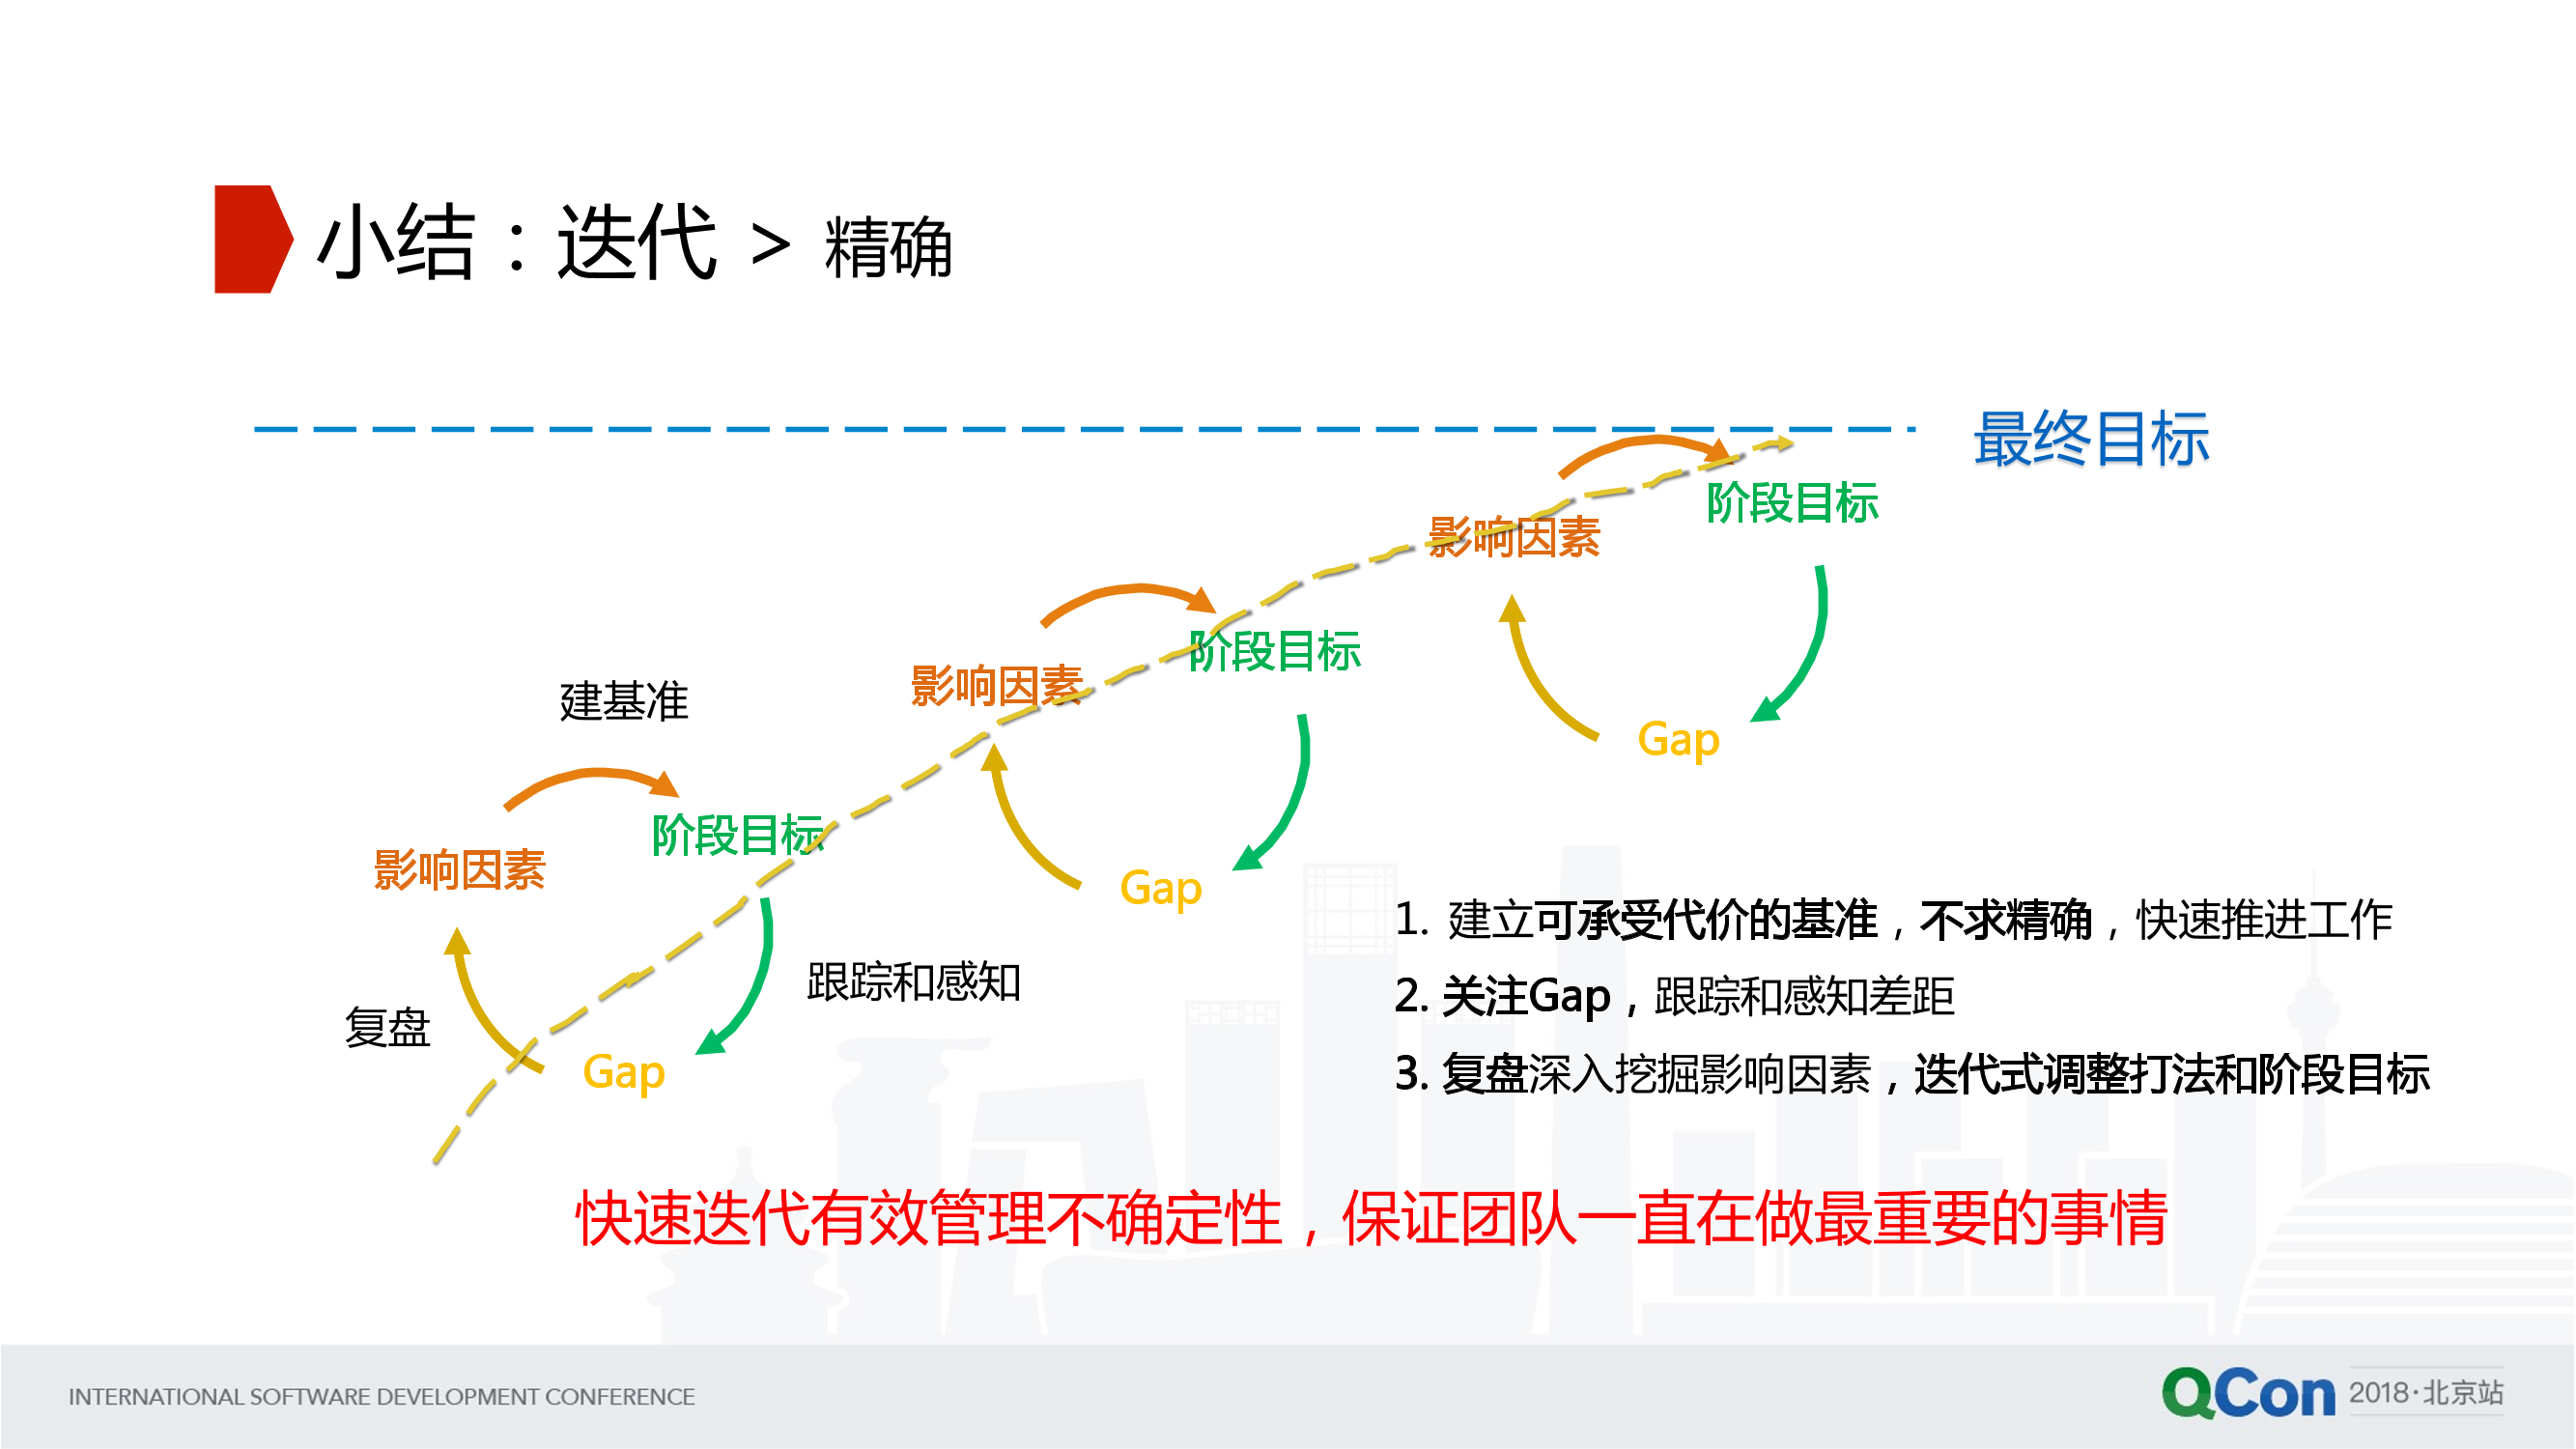 小结：迭代 > 精确
最终目标
阶段目标
影响因素
阶段目标
影响因素
建基准
Gap
阶段目标
影响因素
Gap
跟踪和感知
复盘
Gap
1. 建立可承受代价的基准，不求精确，快速推进工作
2. 关注Gap，跟踪和感知差距
3. 复盘深入挖掘影响因素，迭代式调整打法和阶段目标
快速迭代有效管理不确定性，保证团队一直在做最重要的事情
INTERNATIONAL SOFTWARE DEVELOPMENT CONFERENCE
QCon 2018·北京站